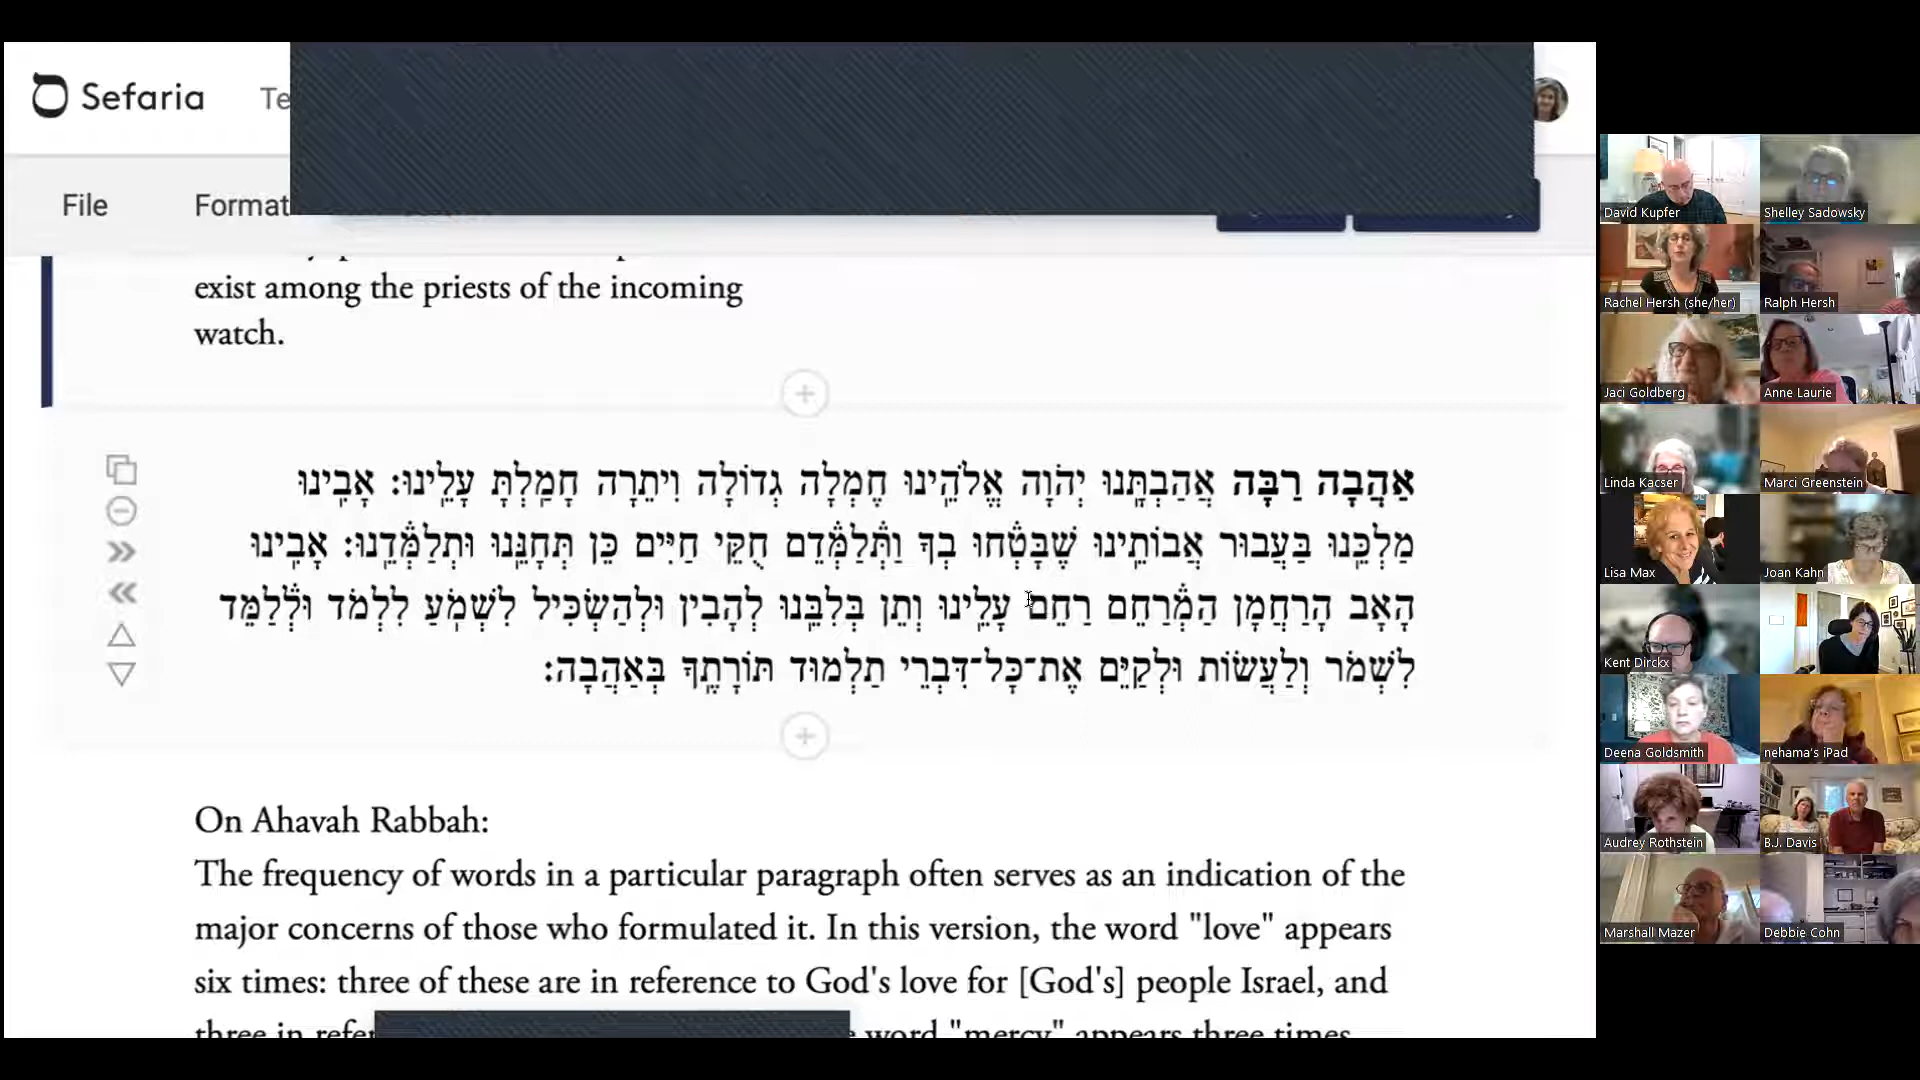 Sefaria
Te
File
Format
exist among the priests of the incoming
watch.
אַהֲבָה רַבָּה אֲהַבְתָּֽנוּ יְהֹוָה אֱלֹהֵֽינוּ חֶמְלָה גְדוֹלָה וִיתֵרָה חָמַֽלְתָּ עָלֵֽינוּ: אָבִֽינוּ
מַלְכֵּֽנוּ בַּעֲבוּר אֲבוֹתֵֽינוּ שֶׁבָּטְ֒חוּ בְךָ וַתְּ֒לַמְּ֒דֵם חֻקֵּי חַיִּים כֵּן תְּחָנֵּֽנוּ וּתְלַמְּ֒דֵֽנוּ: אָבִֽינוּ
הָאָב הָרַחֲמָן הַמְ֒רַחֵם רַחֵם עָלֵֽינוּ וְתֵן בְּלִבֵּֽנוּ לְהָבִין וּלְהַשְׂכִּיל לִשְׁמֹֽעַ לִלְמֹד וּלְ֒לַמֵּד
לִשְׁמֹר וְלַעֲשׂוֹת וּלְקַיֵּם אֶת־כָּל־דִּבְרֵי תַלְמוּד תּוֹרָתֶֽךָ בְּאַהֲבָה:
On Ahavah Rabbah:
The frequency of words in a particular paragraph often serves as an indication of the
major concerns of those who formulated it. In this version, the word "love" appears
six times: three of these are in reference to God's love for [God's] people Israel, and
three in refer word "mercy" appears three times
David Kupfer
Shelley Sadowsky
Rachel Hersh (she/her)
Ralph Hersh
Jaci Goldberg
Anne Laurie
Linda Kacser
Marci Greenstein
Lisa Max
Joan Kahn
Kent Dirckx
Deena Goldsmith
nehama's iPad
Audrey Rothstein
B.J. Davis
Marshall Mazer
Debbie Cohn